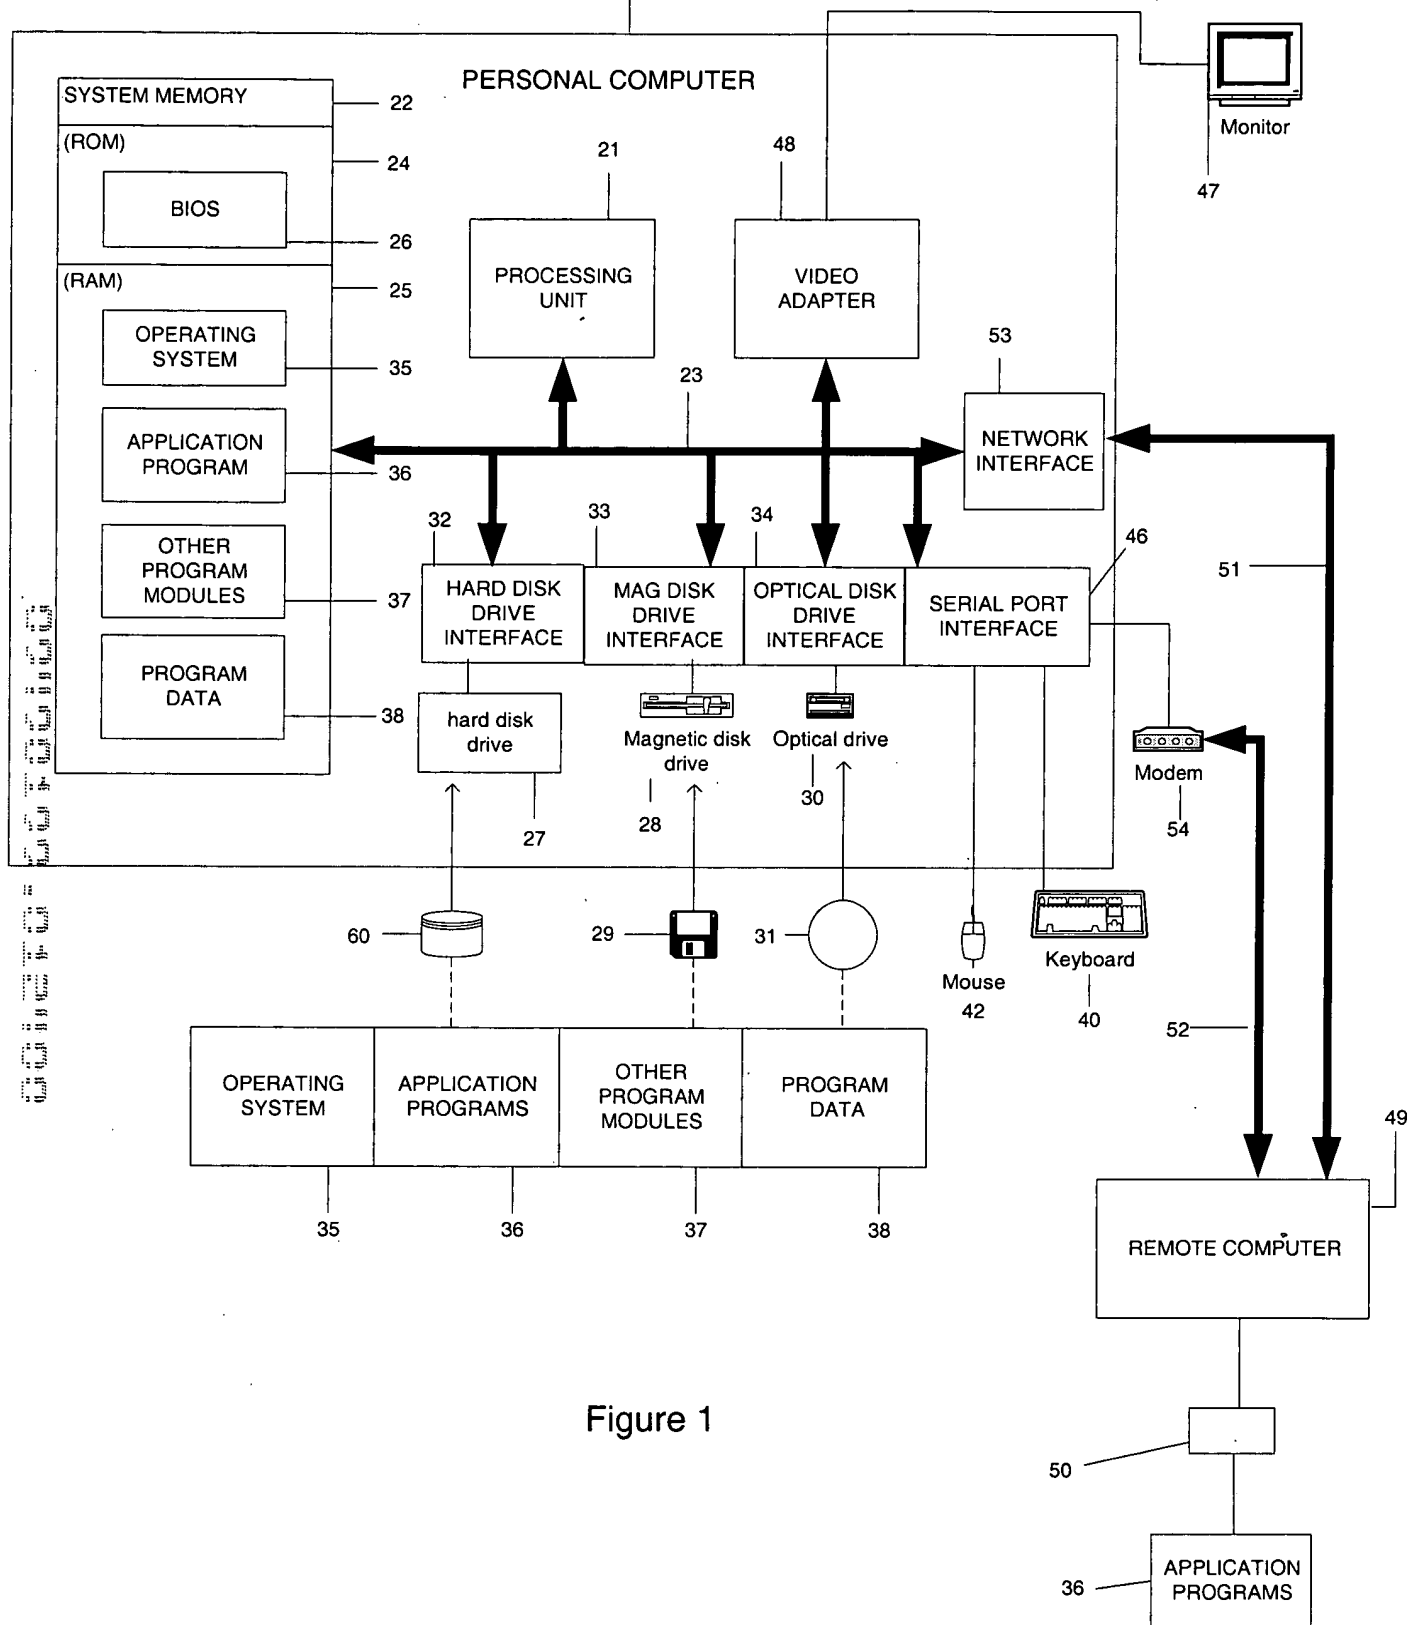 PERSONAL COMPUTER
SYSTEM MEMORY
22
(ROM)
24
BIOS
26
(RAM)
25
OPERATING
SYSTEM
35
APPLICATION
PROGRAM
36
OTHER
PROGRAM
MODULES
37
PROGRAM
DATA
38
21
PROCESSING
UNIT
48
VIDEO
ADAPTER
Monitor
47
53
NETWORK
INTERFACE
23
32
HARD DISK
DRIVE
INTERFACE
33
MAG DISK
DRIVE
INTERFACE
34
OPTICAL DISK
DRIVE
INTERFACE
46
SERIAL PORT
INTERFACE
51
hard disk
drive
27
Magnetic disk
drive
28
Optical drive
30
Modem
54
60
29
31
Mouse
42
Keyboard
40
52
OPERATING
SYSTEM
APPLICATION
PROGRAMS
OTHER
PROGRAM
MODULES
PROGRAM
DATA
35
36
37
38
49
REMOTE COMPUTER
50
36
APPLICATION
PROGRAMS
Figure 1